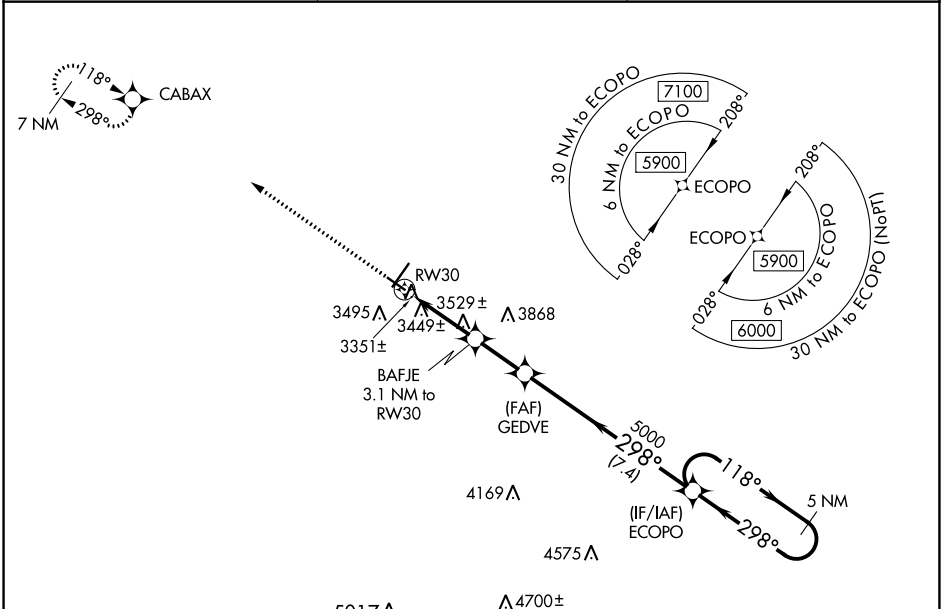 118°
298°
7 NM
CABAX
30 NM to ECOPO
7100
6 NM to ECOPO
5900
208°
028°
ECOPO
208°
ECOPO
5900
6 NM to ECOPO
028°
6000
30 NM to ECOPO (NoPT)
RW30
3495
3449±
3529±
3868
3351±
BAFJE
3.1 NM to
RW30
(FAF)
GEDVE
5000
298°
(7.4)
118°
5 NM
298°
(IF/IAF)
ECOPO
4169
4575
4700±